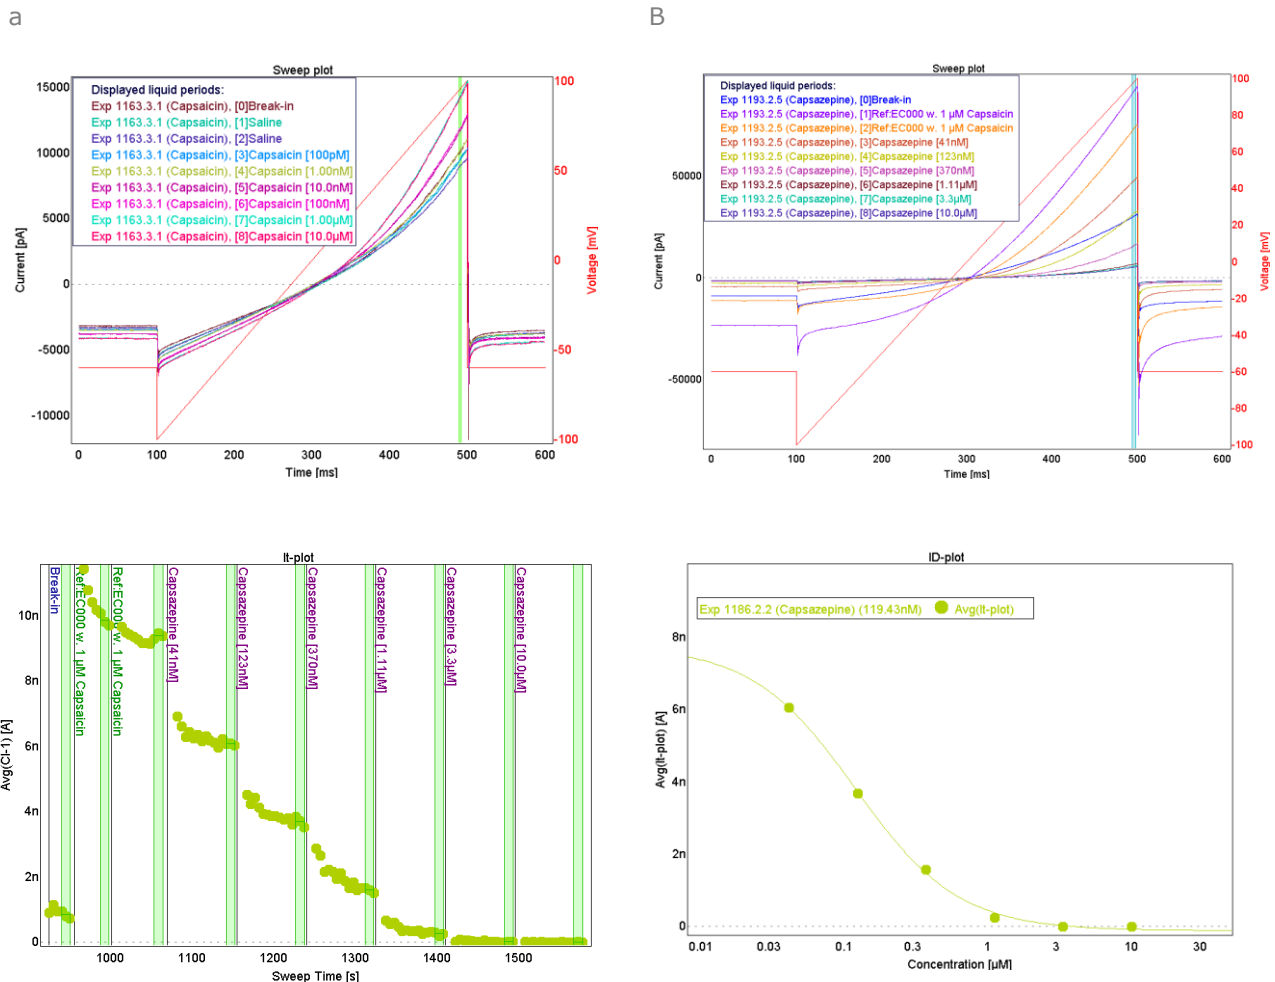 a
B
Sweep plot
Displayed liquid periods:
Exp 1163.3.1 (Capsaicin), [0]Break-in
Exp 1163.3.1 (Capsaicin), [1]Saline
Exp 1163.3.1 (Capsaicin), [2]Saline
Exp 1163.3.1 (Capsaicin), [3]Capsaicin [100pM]
Exp 1163.3.1 (Capsaicin), [4]Capsaicin [1.00nM]
Exp 1163.3.1 (Capsaicin), [5]Capsaicin [10.0nM]
Exp 1163.3.1 (Capsaicin), [6]Capsaicin [100nM]
Exp 1163.3.1 (Capsaicin), [7]Capsaicin [1.00µM]
Exp 1163.3.1 (Capsaicin), [8]Capsaicin [10.0µM]
15000
10000
5000
0
-5000
-10000
Current [pA]
100
50
0
-50
-100
Voltage [mV]
0 100 200 300 400 500 600
Time [ms]
Sweep plot
Displayed liquid periods:
Exp 1193.2.5 (Capsazepine), [0]Break-in
Exp 1193.2.5 (Capsazepine), [1]Ref:EC000 w. 1 µM Capsaicin
Exp 1193.2.5 (Capsazepine), [2]Ref:EC000 w. 1 µM Capsaicin
Exp 1193.2.5 (Capsazepine), [3]Capsazepine [41nM]
Exp 1193.2.5 (Capsazepine), [4]Capsazepine [123nM]
Exp 1193.2.5 (Capsazepine), [5]Capsazepine [370nM]
Exp 1193.2.5 (Capsazepine), [6]Capsazepine [1.11µM]
Exp 1193.2.5 (Capsazepine), [7]Capsazepine [3.3µM]
Exp 1193.2.5 (Capsazepine), [8]Capsazepine [10.0µM]
50000
0
-50000
Current [pA]
100
80
60
40
20
0
-20
-40
-60
-80
-100
Voltage [mV]
0 100 200 300 400 500 600
Time [ms]
It-plot
Break-in
Ref:EC000 w. 1 µM Capsaicin
Ref:EC000 w. 1 µM Capsaicin
Capsazepine [41nM]
Capsazepine [123nM]
Capsazepine [370nM]
Capsazepine [1.11µM]
Capsazepine [3.3µM]
Capsazepine [10.0µM]
10n
8n
6n
4n
2n
0
Avg(CI-1) [A]
1000 1100 1200 1300 1400 1500
Sweep Time [s]
ID-plot
Exp 1186.2.2 (Capsazepine) (119.43nM) Avg(It-plot)
8n
6n
4n
2n
0
Avg(It-plot) [A]
0.01 0.03 0.1 0.3 1 3 10 30
Concentration [µM]